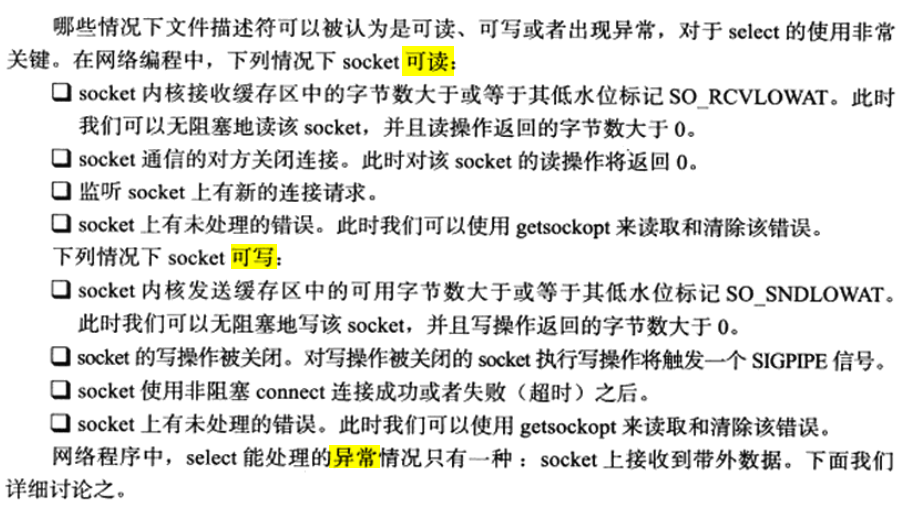 哪些情况下文件描述符可以被认为是可读、可写或者出现异常，对于 select 的使用非常
关键。在网络编程中，下列情况下 socket 可读：
❑ socket 内核接收缓存区中的字节数大于或等于其低水位标记 SO_RCVLOWAT。此时
我们可以无阻塞地读该 socket，并且读操作返回的字节数大于 0。
❑ socket 通信的对方关闭连接。此时对该 socket 的读操作将返回 0。
❑ 监听 socket 上有新的连接请求。
❑ socket 上有未处理的错误。此时我们可以使用 getsockopt 来读取和清除该错误。
下列情况下 socket 可写：
❑ socket 内核发送缓存区中的可用字节数大于或等于其低水位标记 SO_SNDLOWAT。
此时我们可以无阻塞地写该 socket，并且写操作返回的字节数大于 0。
❑ socket 的写操作被关闭。对写操作被关闭的 socket 执行写操作将触发一个 SIGPIPE 信号。
❑ socket 使用非阻塞 connect 连接成功或者失败（超时）之后。
❑ socket 上有未处理的错误。此时我们可以使用 getsockopt 来读取和清除该错误。
网络程序中，select 能处理的异常情况只有一种：socket 上接收到带外数据。下面我们
详细讨论之。